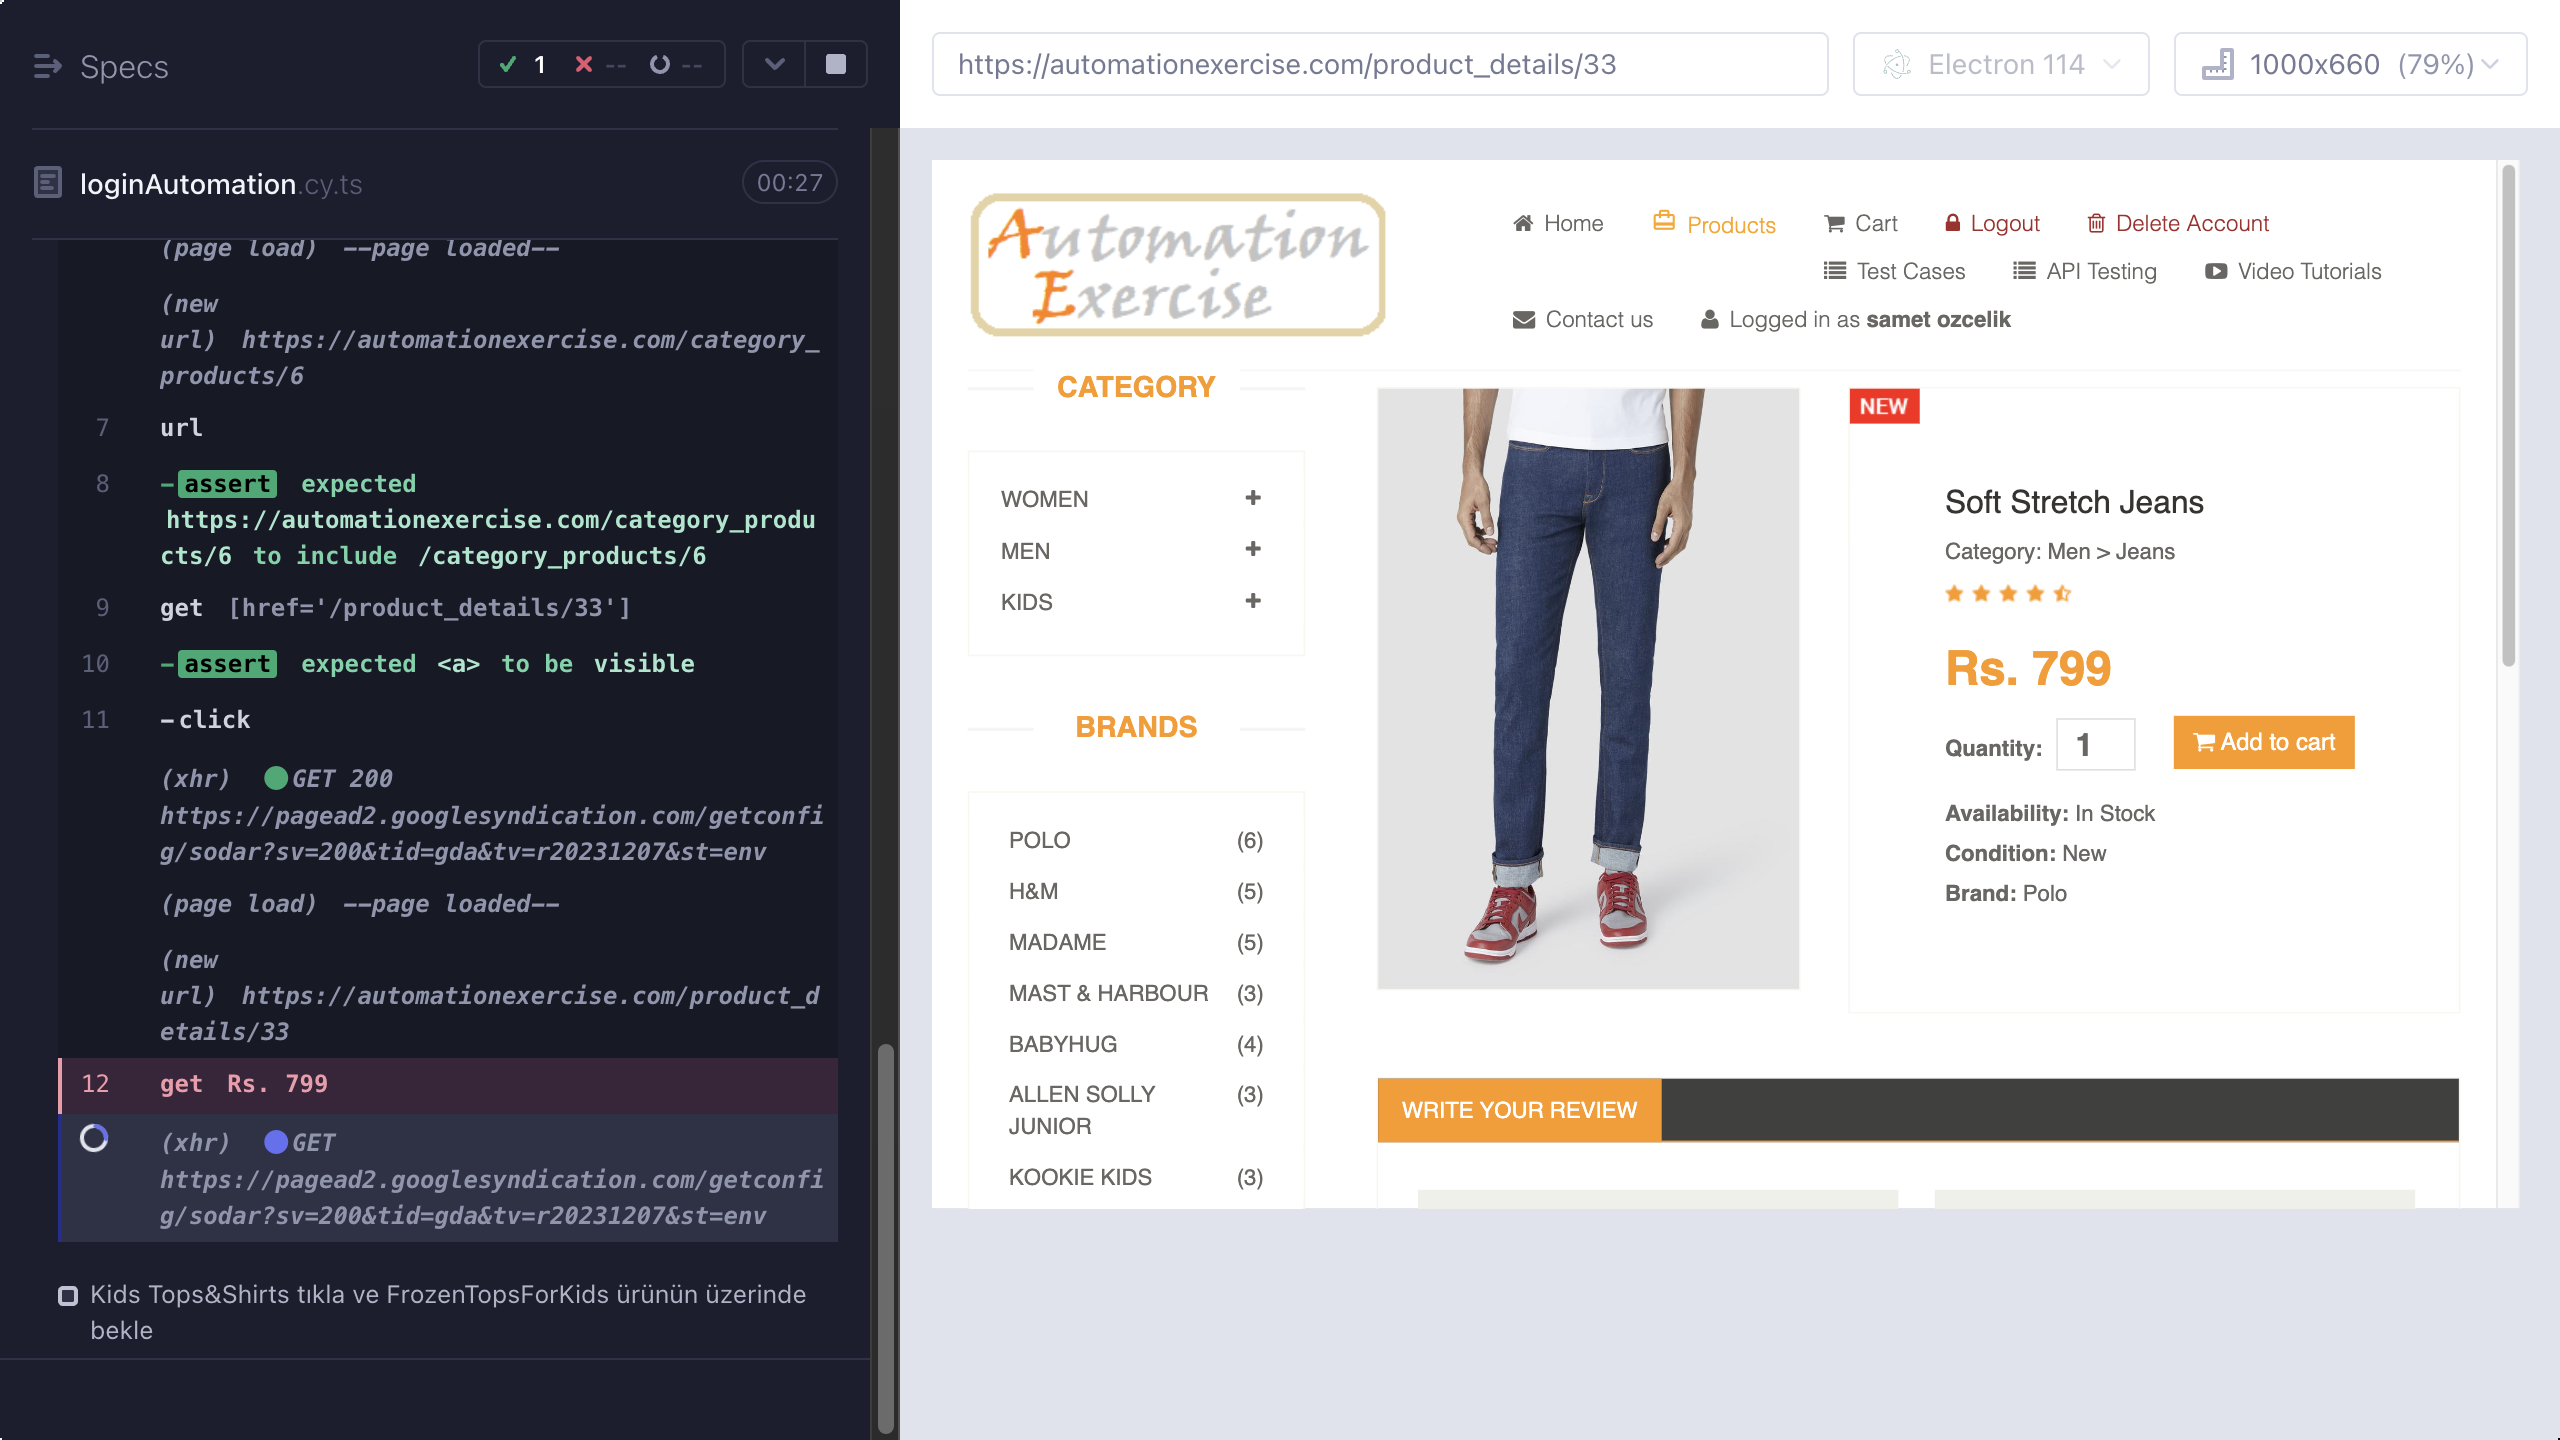 Specs
1
--
--
loginAutomation.cy.ts
00:27
(page load) --page loaded--
(new
url) https://automationexercise.com/category_
products/6
7 url
8 -assert expected
https://automationexercise.com/category_produ
cts/6 to include /category_products/6
9 get [href='/product_details/33']
10 -assert expected <a> to be visible
11 -click
(xhr) GET 200
https://pagead2.googlesyndication.com/getconfi
g/sodar?sv=200&tid=gda&tv=r20231207&st=env
(page load) --page loaded--
(new
url) https://automationexercise.com/product_d
etails/33
12 get Rs. 799
(xhr) GET
https://pagead2.googlesyndication.com/getconfi
g/sodar?sv=200&tid=gda&tv=r20231207&st=env
Kids Tops&Shirts tıkla ve FrozenTopsForKids ürünün üzerinde
bekle
https://automationexercise.com/product_details/33
Electron 114
1000x660 (79%)
Automation
Exercise
Home
Products
Cart
Logout
Delete Account
Test Cases
API Testing
Video Tutorials
Contact us
Logged in as samet ozcelik
CATEGORY
WOMEN
MEN
KIDS
BRANDS
POLO (6)
H&M (5)
MADAME (5)
MAST & HARBOUR (3)
BABYHUG (4)
ALLEN SOLLY (3)
JUNIOR
KOOKIE KIDS (3)
NEW
Soft Stretch Jeans
Category: Men > Jeans
Rs. 799
Quantity: 1
Add to cart
Availability: In Stock
Condition: New
Brand: Polo
WRITE YOUR REVIEW